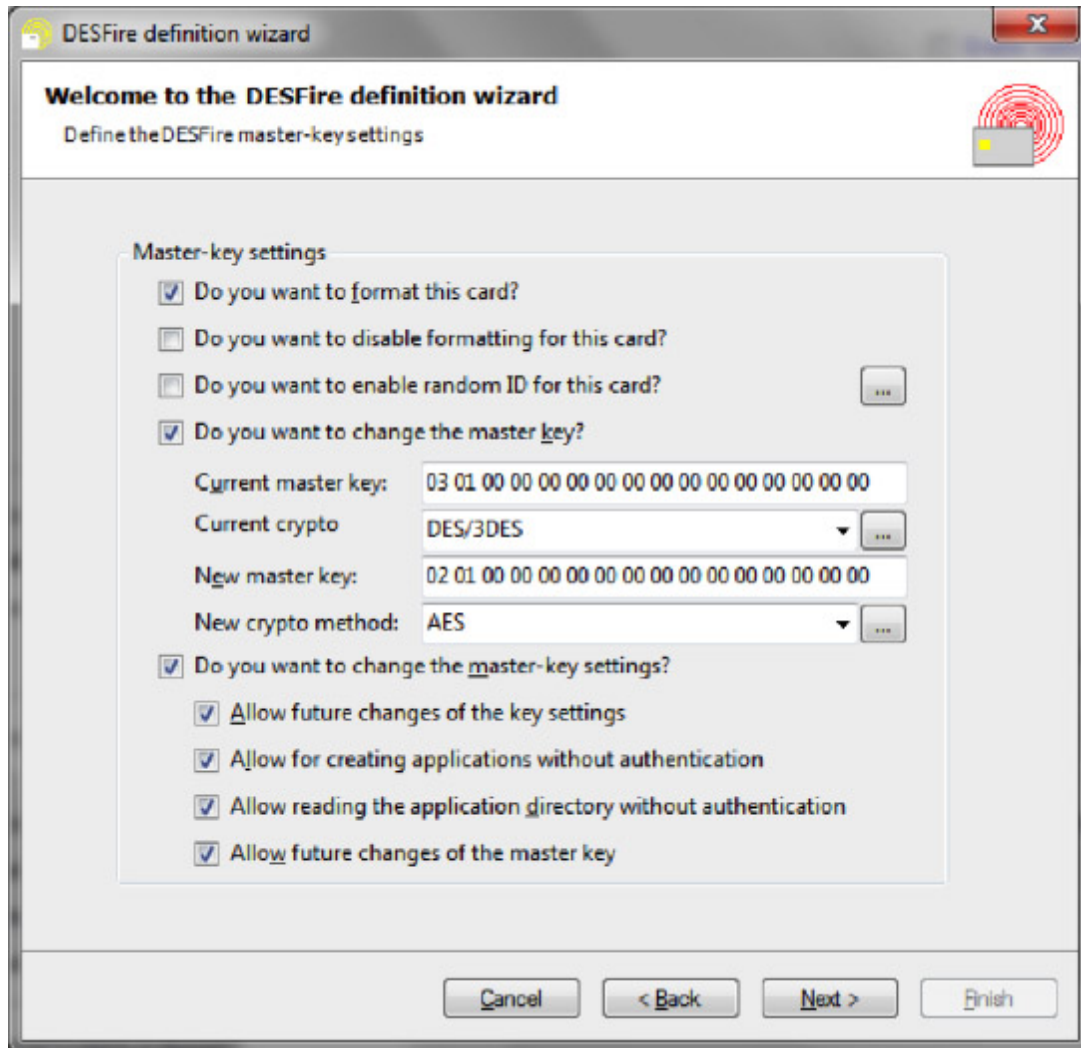 DESFire definition wizard
Welcome to the DESFire definition wizard
Define the DESFire master-key settings
Master-key settings
Do you want to format this card?
Do you want to disable formatting for this card?
Do you want to enable random ID for this card?
...
Do you want to change the master key?
Current master key: 03 01 00 00 00 00 00 00 00 00 00 00 00 00 00 00
Current crypto DES/3DES ...
New master key: 02 01 00 00 00 00 00 00 00 00 00 00 00 00 00 00
New crypto method: AES ...
Do you want to change the master-key settings?
Allow future changes of the key settings
Allow for creating applications without authentication
Allow reading the application directory without authentication
Allow future changes of the master key
Cancel < Back Next > Finish